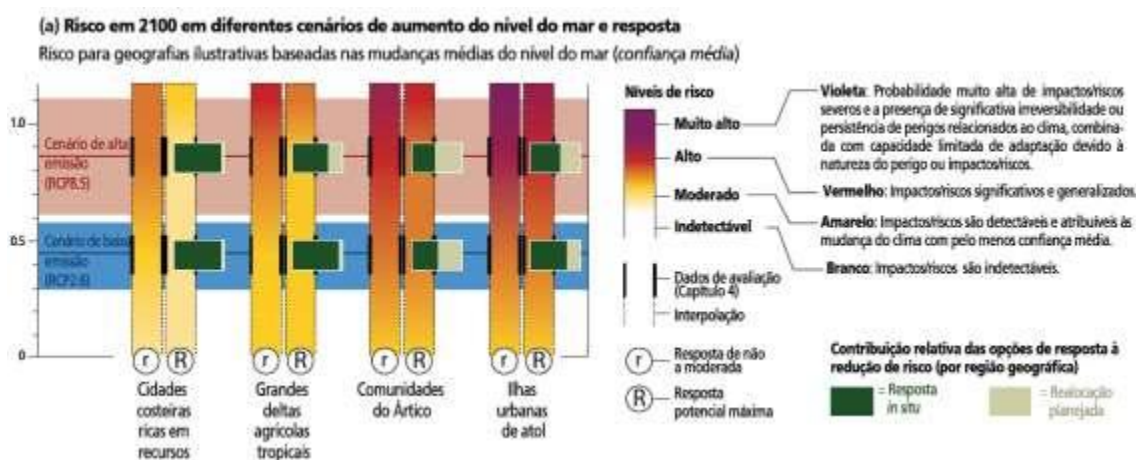 (a) Risco em 2100 em diferentes cenários de aumento do nível do mar e resposta
Risco para geografias ilustrativas baseadas nas mudanças médias do nível do mar (confiança média)
1.0
Cenário de alta
emissão
(RCP8.5)
0.5
Cenário de baixa
emissão
(RCP2.6)
0
r
R
r
R
r
R
r
R
Cidades
costeiras
ricas em
recursos
Grandes
deltas
agrícolas
tropicais
Comunidades
do Ártico
Ilhas
urbanas
de atol
Níveis de risco
Muito alto
Alto
Moderado
Indetectável
Dados de avaliação
(Capítulo 4)
Interpolação
r
Resposta de não
a moderada
R
Resposta
potencial máxima
Violeta: Probabilidade muito alta de impactos/riscos
severos e a presença de significativa irreversibilidade ou
persistência de perigos relacionados ao clima, combina-
da com capacidade limitada de adaptação devido à
natureza do perigo ou impactos/riscos.
Vermelho: Impactos/riscos significativos e generalizados.
Amarelo: Impactos/riscos são detectáveis e atribuíveis às
mudança do clima com pelo menos confiança média.
Branco: Impactos/riscos são indetectáveis.
Contribuição relativa das opções de resposta à
redução de risco (por região geográfica)
= Resposta
in situ
= Realocação
planejada